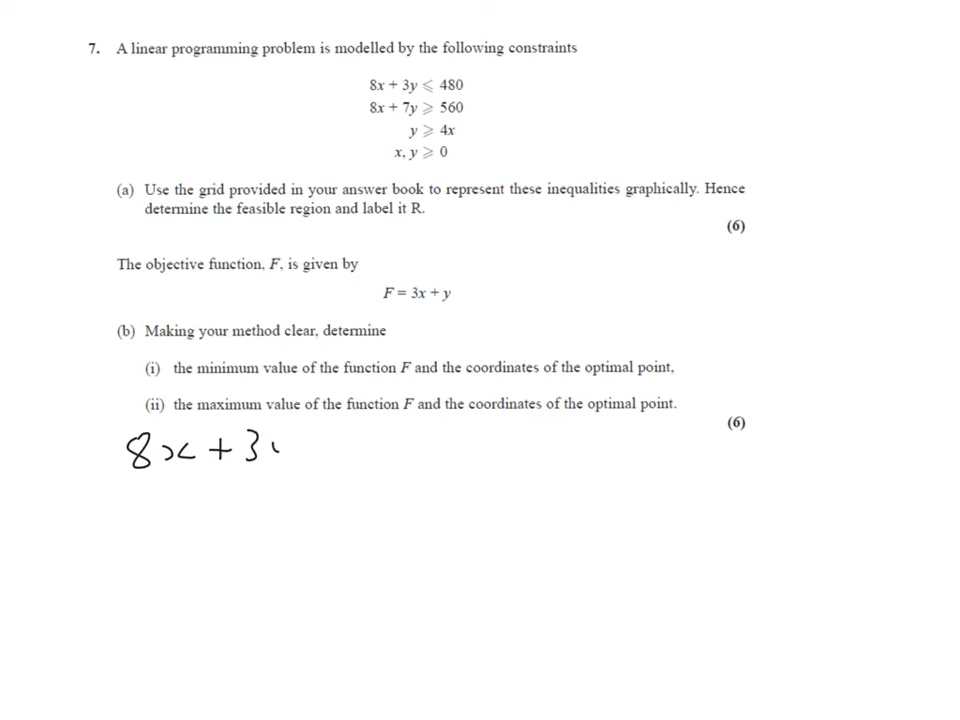 7. A linear programming problem is modelled by the following constraints
8x + 3y ⩽ 480
8x + 7y ⩾ 560
y ⩾ 4x
x, y ⩾ 0
(a) Use the grid provided in your answer book to represent these inequalities graphically. Hence
determine the feasible region and label it R.
(6)
The objective function, F, is given by
F = 3x + y
(b) Making your method clear, determine
(i) the minimum value of the function F and the coordinates of the optimal point,
(ii) the maximum value of the function F and the coordinates of the optimal point.
(6)
8x + 3